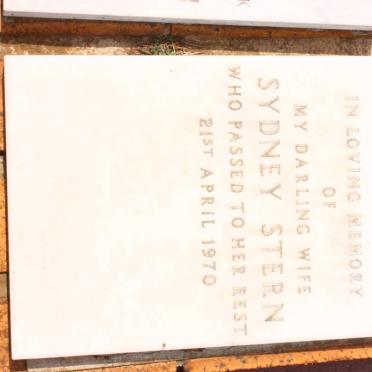 IN LOVING MEMORY
OF
MY DARLING WIFE
SYDNEY STERN
WHO PASSED TO HER REST
21ST APRIL 1970